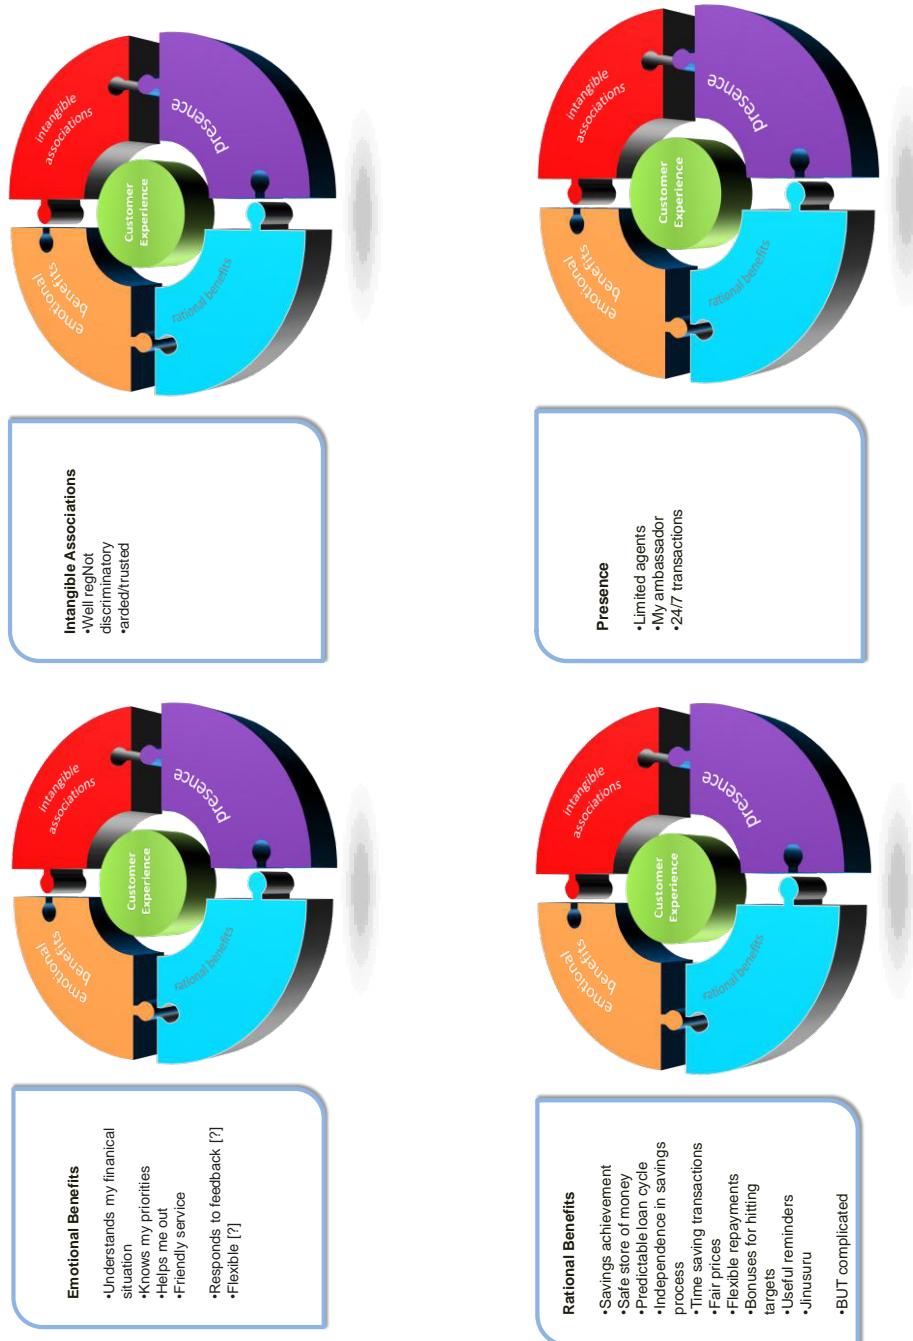 Emotional Benefits
•Understands my finanical
situation
•Knows my priorities
•Helps me out
•Friendly service
•Responds to feedback [?]
•Flexible [?]
emotional
benefits
intangible
associations
Customer
Experience
rational benefits
presence
Intangible Associations
•Well regNot
discriminatory
•arded/trusted
emotional
benefits
intangible
associations
Customer
Experience
rational benefits
presence
Rational Benefits
•Savings achievement
•Safe store of money
•Predictable loan cycle
•Independence in savings
process
•Time saving transactions
•Fair prices
•Flexible repayments
•Bonuses for hitting
targets
•Useful reminders
•Jinusuru
•BUT complicated
emotional
benefits
intangible
associations
Customer
Experience
rational benefits
presence
Presence
•Limited agents
•My ambassador
•24/7 transactions
emotional
benefits
intangible
associations
Customer
Experience
rational benefits
presence